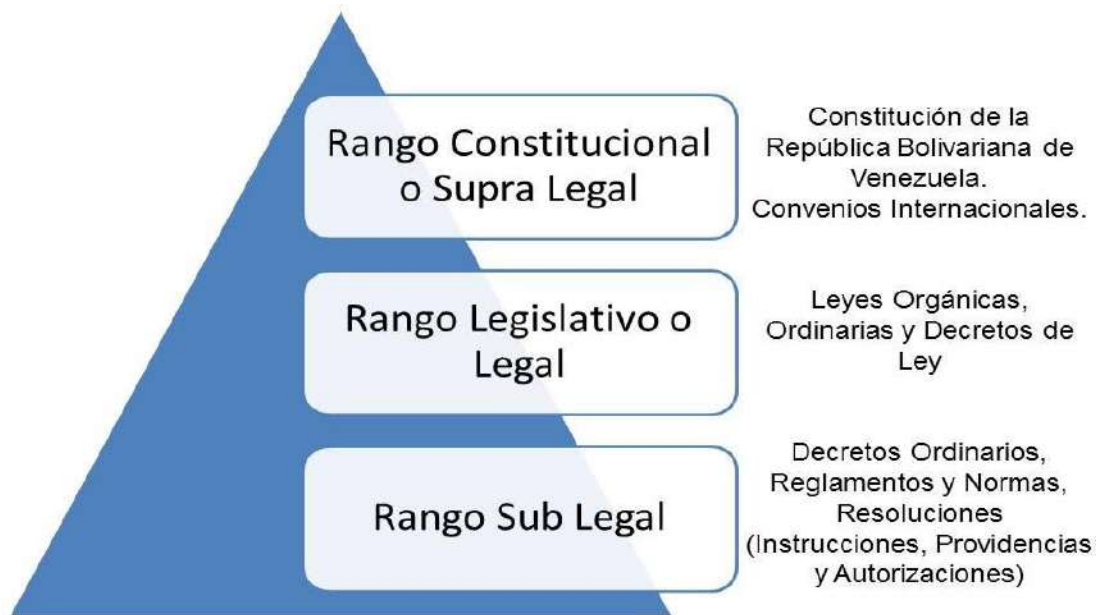 Rango Constitucional
o Supra Legal
Constitución de la
República Bolivariana de
Venezuela.
Convenios Internacionales.
Rango Legislativo o
Legal
Leyes Orgánicas,
Ordinarias y Decretos de
Ley
Rango Sub Legal
Decretos Ordinarios,
Reglamentos y Normas,
Resoluciones
(Instrucciones, Providencias
y Autorizaciones)